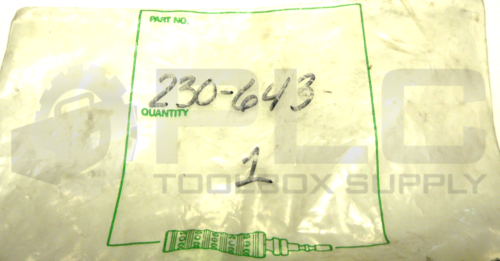 PART NO.
230-643
QUANTITY
1
PLC
TOOLBOX SUPPLY